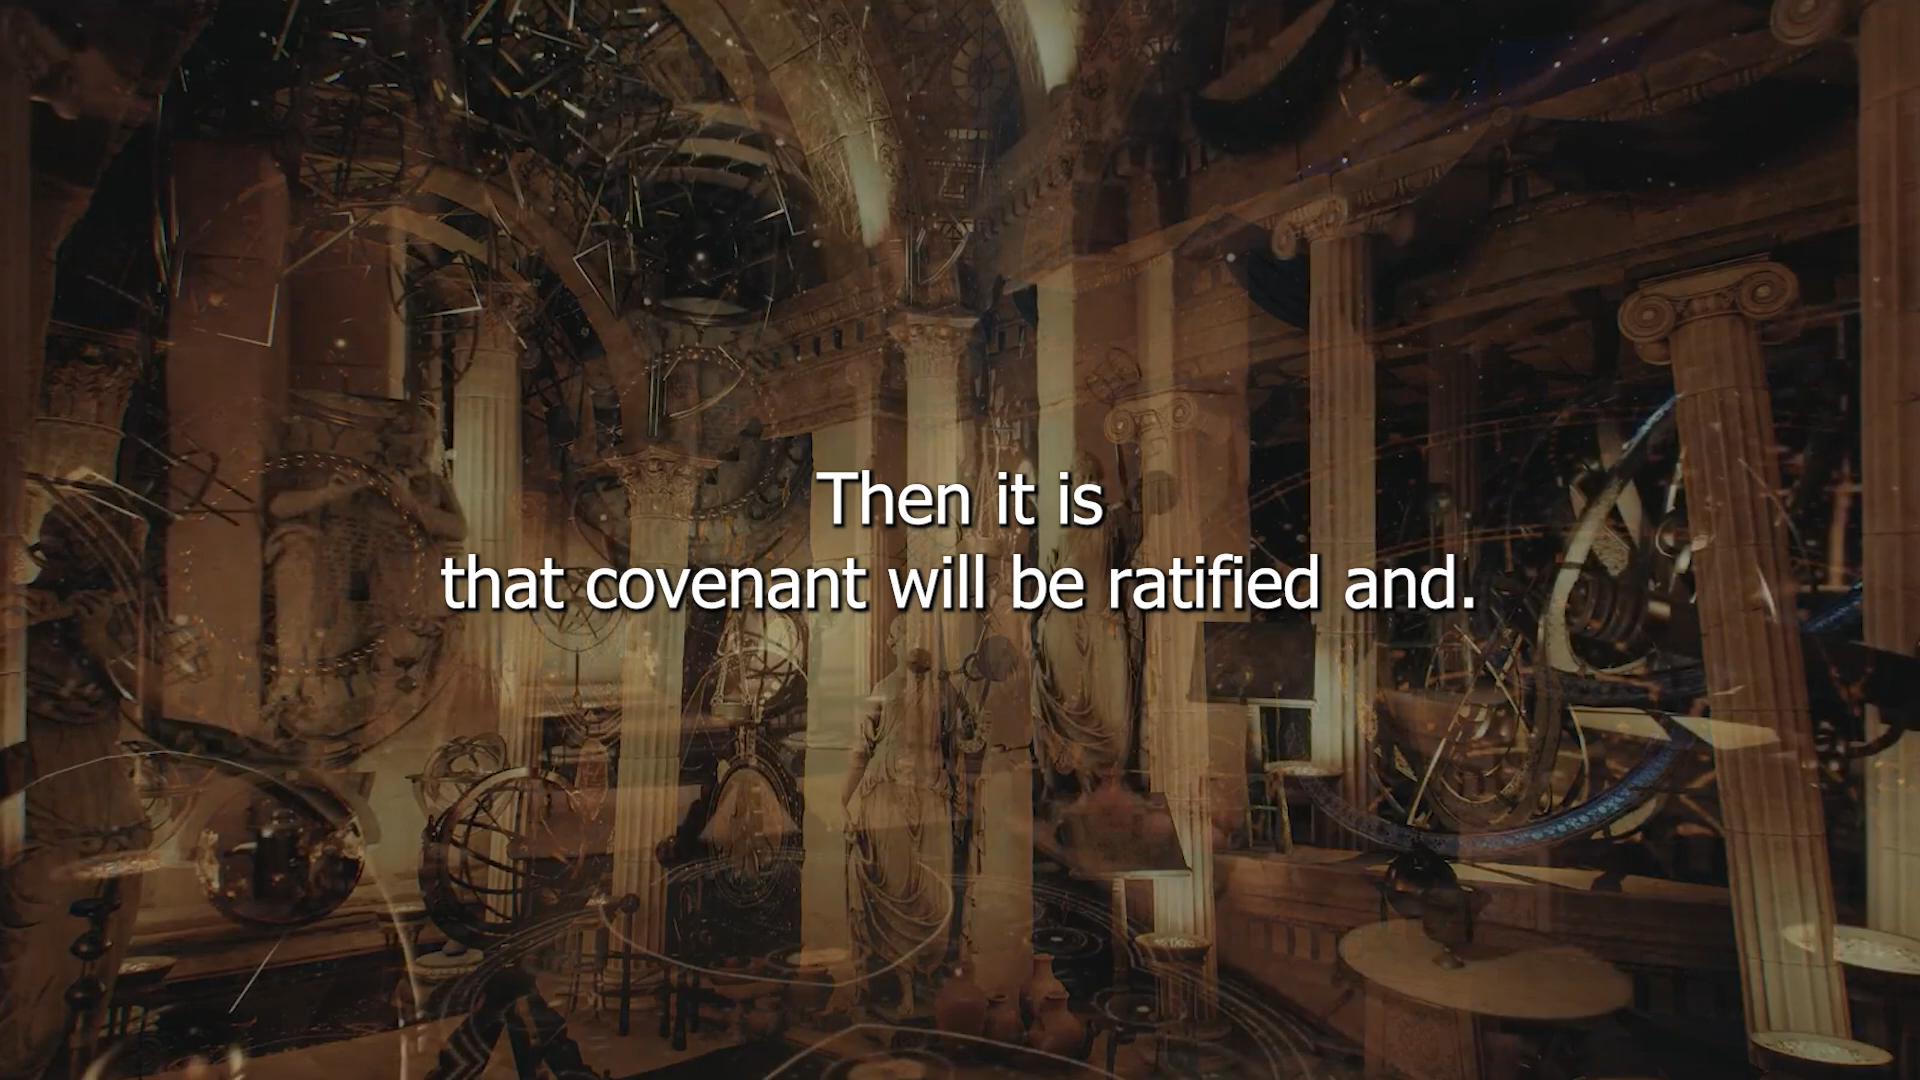 Then it is
that covenant will be ratified and.